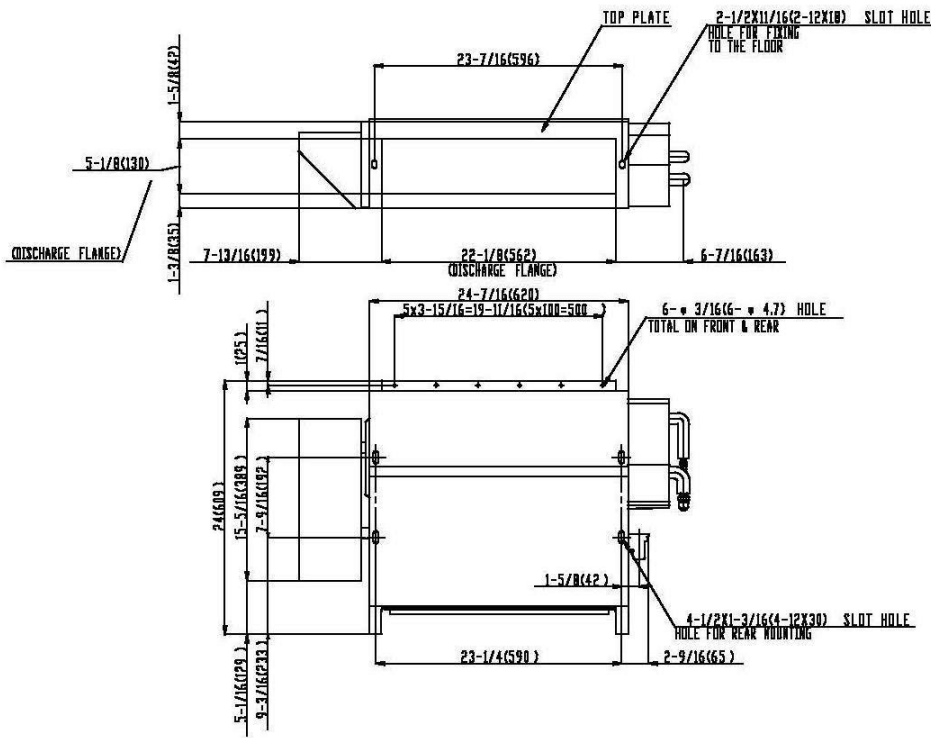 TOP PLATE
2-1/2X11/16(2-12X18) SLOT HOLE
HOLE FOR FIXING
TO THE FLOOR
23-7/16(596)
1-5/8(42)
5-1/8(130)
(DISCHARGE FLANGE)
1-3/8(35)
7-13/16(199)
22-1/8(562)
(DISCHARGE FLANGE)
6-7/16(163)
24-7/16(620)
5x3-15/16=19-11/16(5x100=500 )
6-φ 3/16(6-φ 4.7) HOLE
TOTAL ON FRONT & REAR
1(25)
7/16(11)
24(609)
15-5/16(389)
7-9/16(192)
1-5/8(42)
4-1/2X1-3/16(4-12X30) SLOT HOLE
HOLE FOR REAR MOUNTING
23-1/4(590 )
2-9/16(65)
5-1/16(129)
9-3/16(233)